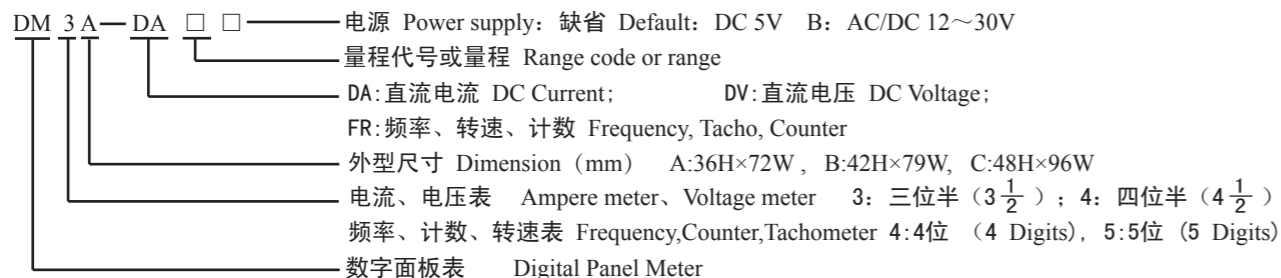 DM 3 A — DA □ □ 电源 Power supply：缺省 Default：DC 5V B：AC/DC 12～30V
量程代号或量程 Range code or range
DA:直流电流 DC Current; DV:直流电压 DC Voltage;
FR:频率、转速、计数 Frequency, Tacho, Counter
外型尺寸 Dimension（mm） A:36H×72W , B:42H×79W, C:48H×96W
电流、电压表 Ampere meter、Voltage meter 3：三位半（3 1/2 ）；4：四位半（4 1/2 ）
频率、计数、转速表 Frequency,Counter,Tachometer 4:4位 （4 Digits), 5:5位 (5 Digits)
数字面板表 Digital Panel Meter